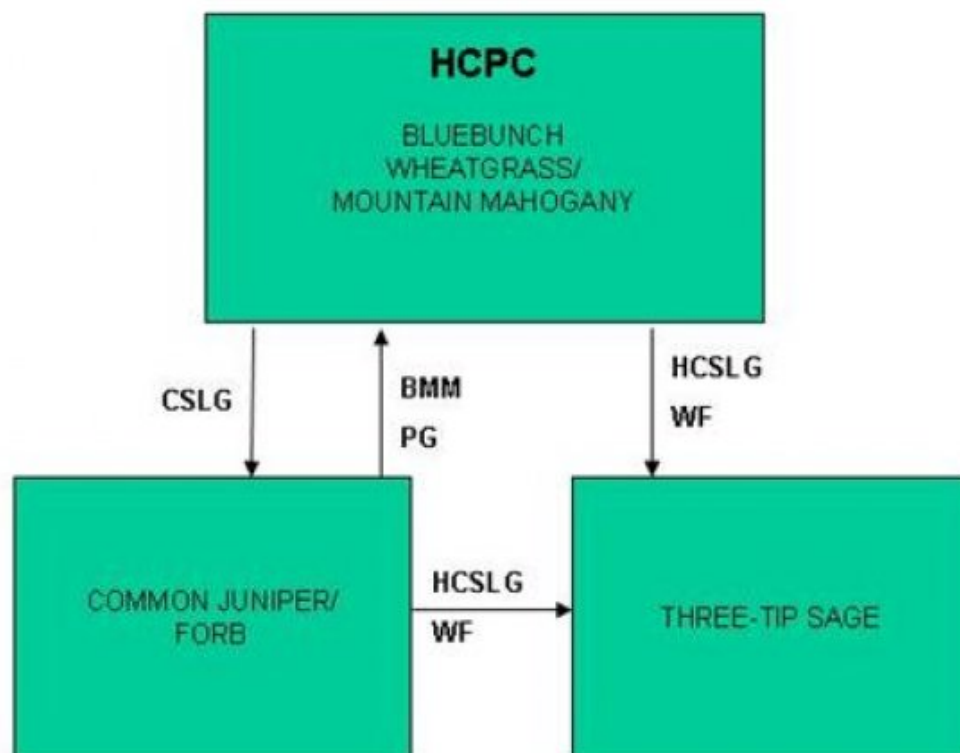 HCPC
BLUEBUNCH
WHEATGRASS/
MOUNTAIN MAHOGANY
CSLG
BMM
PG
HCSLG
WF
COMMON JUNIPER/
FORB
HCSLG
WF
THREE-TIP SAGE